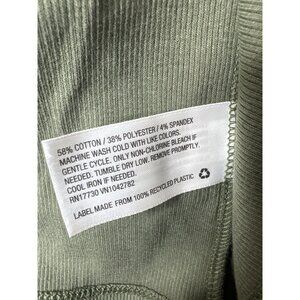 58% COTTON / 38% POLYESTER / 4% SPANDEX
MACHINE WASH COLD WITH LIKE COLORS.
GENTLE CYCLE. ONLY NON-CHLORINE BLEACH IF
NEEDED. TUMBLE DRY LOW. REMOVE PROMPTLY.
COOL IRON IF NEEDED.
RN17730 VN1042782
LABEL MADE FROM 100% RECYCLED PLASTIC